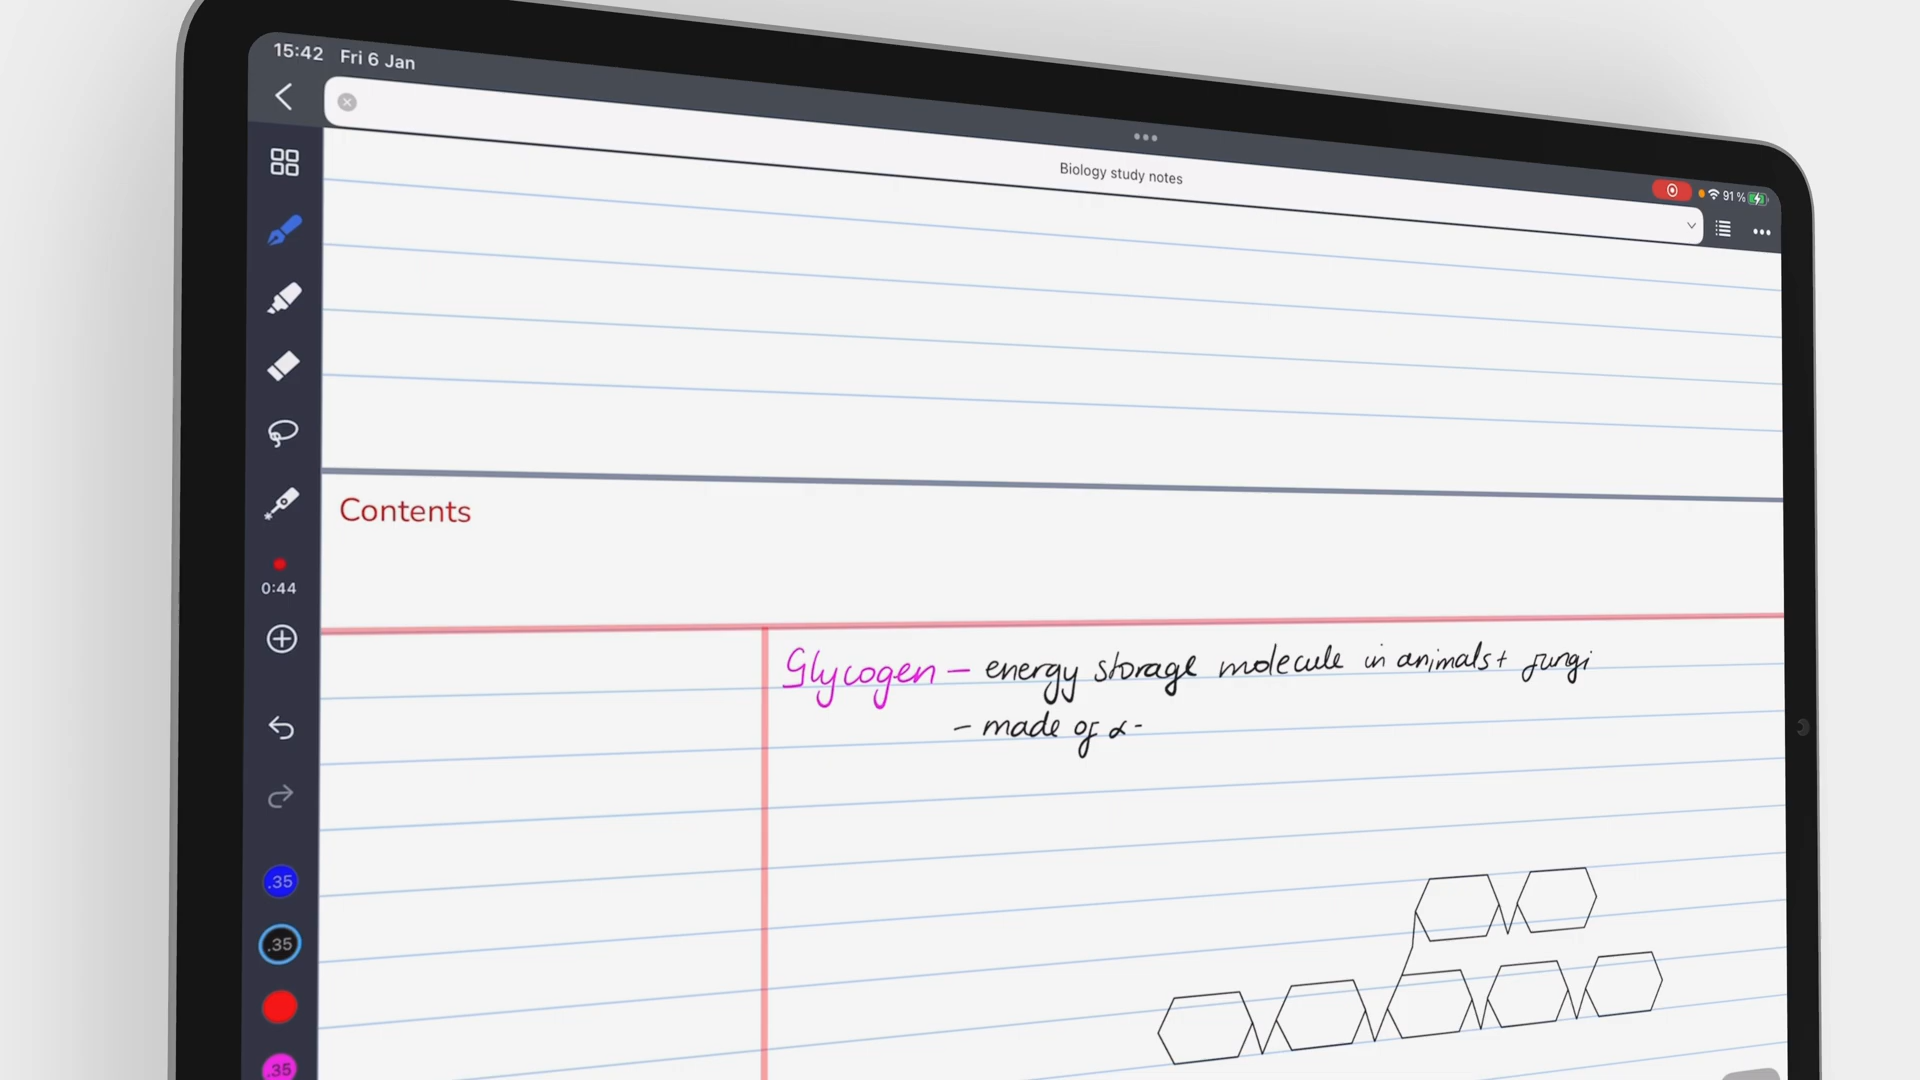 15:42 Fri 6 Jan
Biology study notes
91 %
Contents
0:44
Glycogen – energy storage molecule in animals + fungi
– made of α-
.35
.35
.35